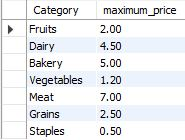 Category maximum_price
Fruits 2.00
Dairy 4.50
Bakery 5.00
Vegetables 1.20
Meat 7.00
Grains 2.50
Staples 0.50